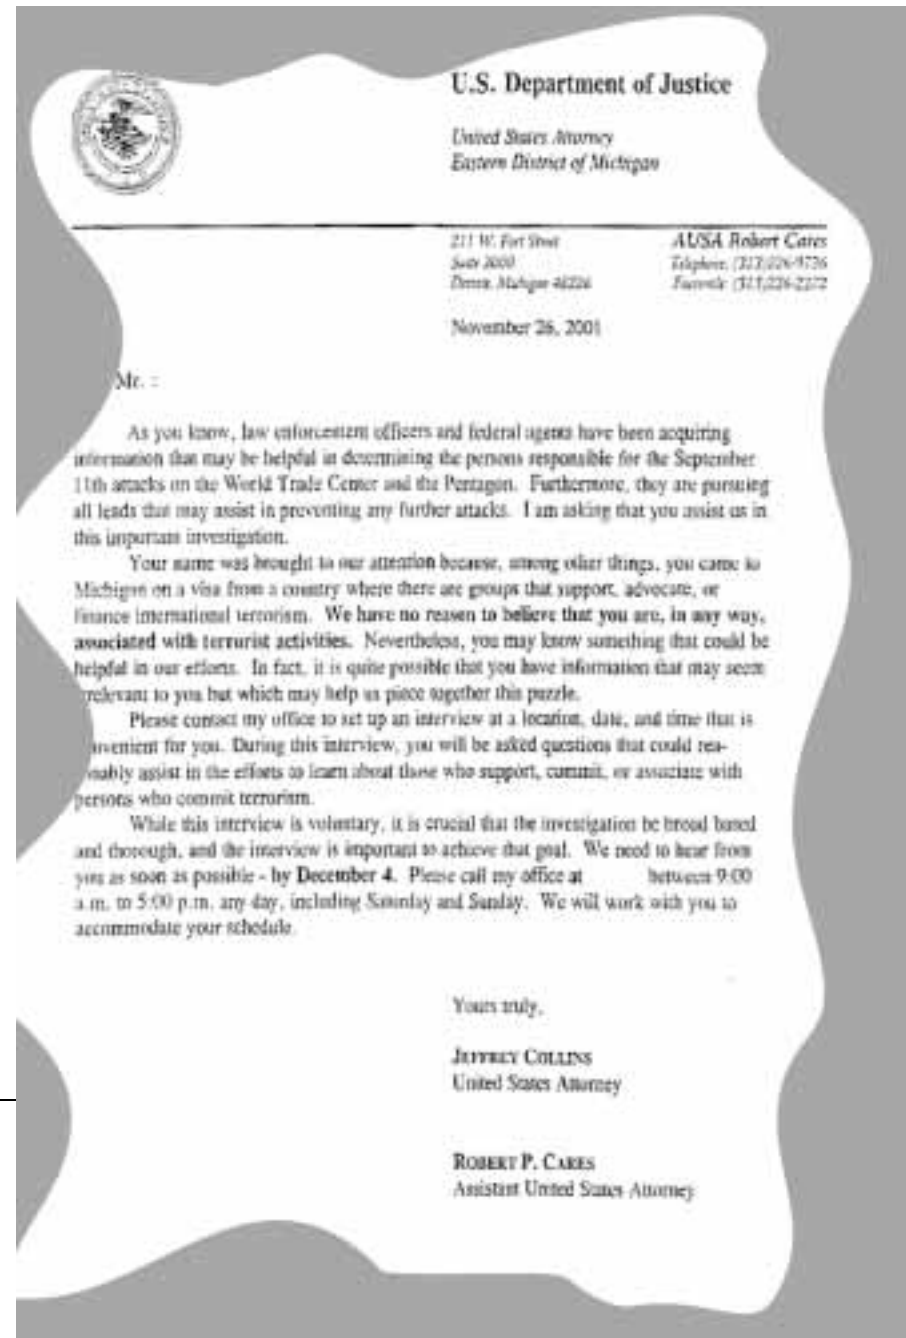 U.S. Department of Justice
United States Attorney
Eastern District of Michigan
211 W. Fort Street
Suite 2000
Detroit, Michigan 48226
AUSA Robert Cares
Telephone: (313)226-9736
Facsimile: (313)226-2372
November 26, 2001
Mr. :
As you know, law enforcement officers and federal agents have been acquiring
information that may be helpful in determining the persons responsible for the September
11th attacks on the World Trade Center and the Pentagon. Furthermore, they are pursuing
all leads that may assist in preventing any further attacks. I am asking that you assist us in
this important investigation.
Your name was brought to our attention because, among other things, you came to
Michigan on a visa from a country where there are groups that support, advocate, or
finance international terrorism. We have no reason to believe that you are, in any way,
associated with terrorist activities. Nevertheless, you may know something that could be
helpful in our efforts. In fact, it is quite possible that you have information that may seem
rrelevant to you but which may help us piece together this puzzle.
Please contact my office to set up an interview at a location, date, and time that is
nvenient for you. During this interview, you will be asked questions that could rea-
onably assist in the efforts to learn about those who support, commit, or associate with
persons who commit terrorism.
While this interview is voluntary, it is crucial that the investigation be broad based
and thorough, and the interview is important to achieve that goal. We need to hear from
you as soon as possible - by December 4. Please call my office at between 9:00
a.m. to 5:00 p.m. any day, including Saturday and Sunday. We will work with you to
accommodate your schedule.
Yours truly,
JEFFREY COLLINS
United States Attorney
ROBERT P. CARES
Assistant United States Attorney